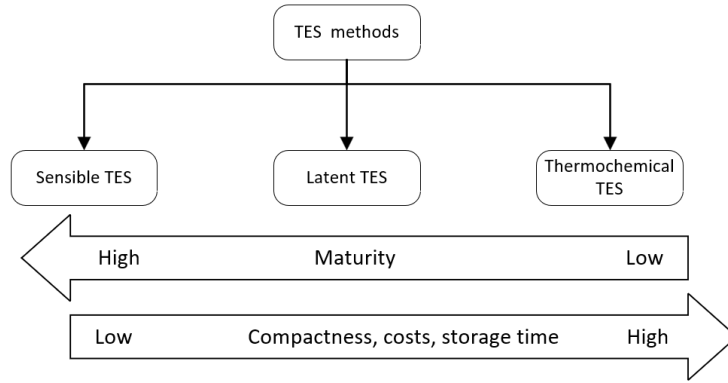 TES methods
Sensible TES
Latent TES
Thermochemical
TES
High Maturity Low
Low Compactness, costs, storage time High